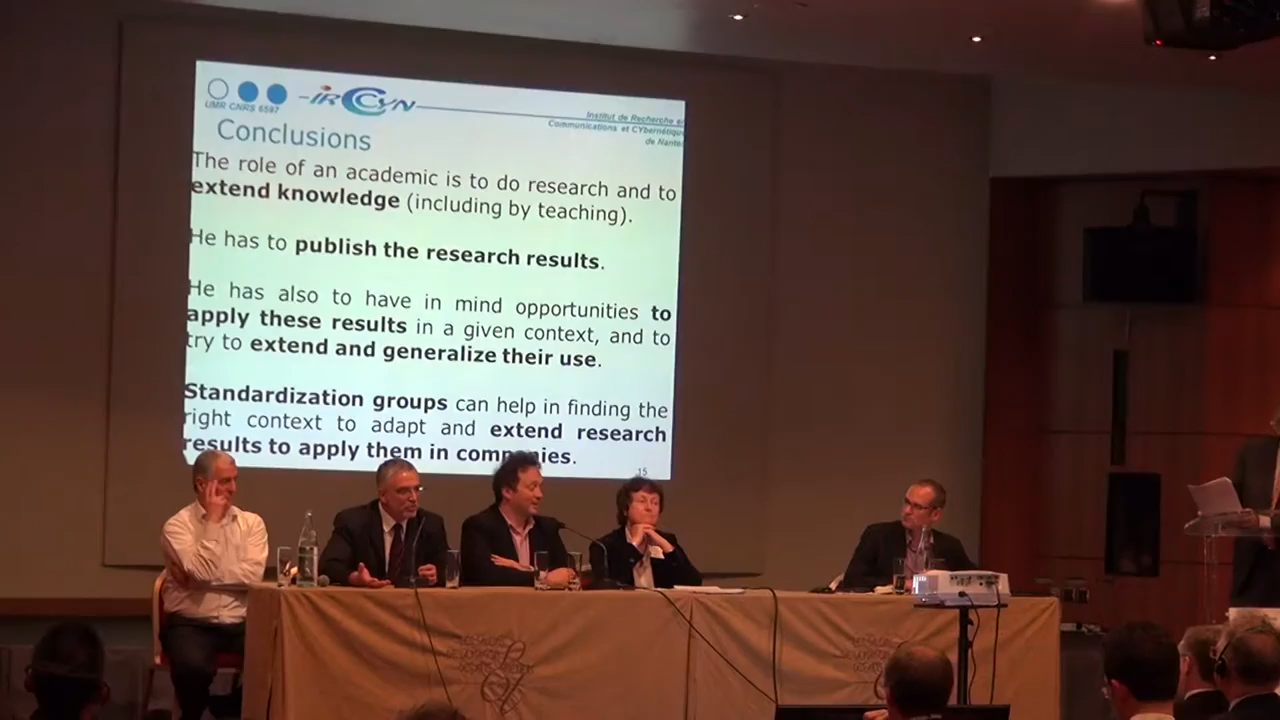 UMR CNRS 6597
IRCCyN
Institut de Recherche en
Communications et CYbernétique
de Nantes
Conclusions
The role of an academic is to do research and to
extend knowledge (including by teaching).
He has to publish the research results.
He has also to have in mind opportunities to
apply these results in a given context, and to
try to extend and generalize their use.
Standardization groups can help in finding the
right context to adapt and extend research
results to apply them in companies.
15